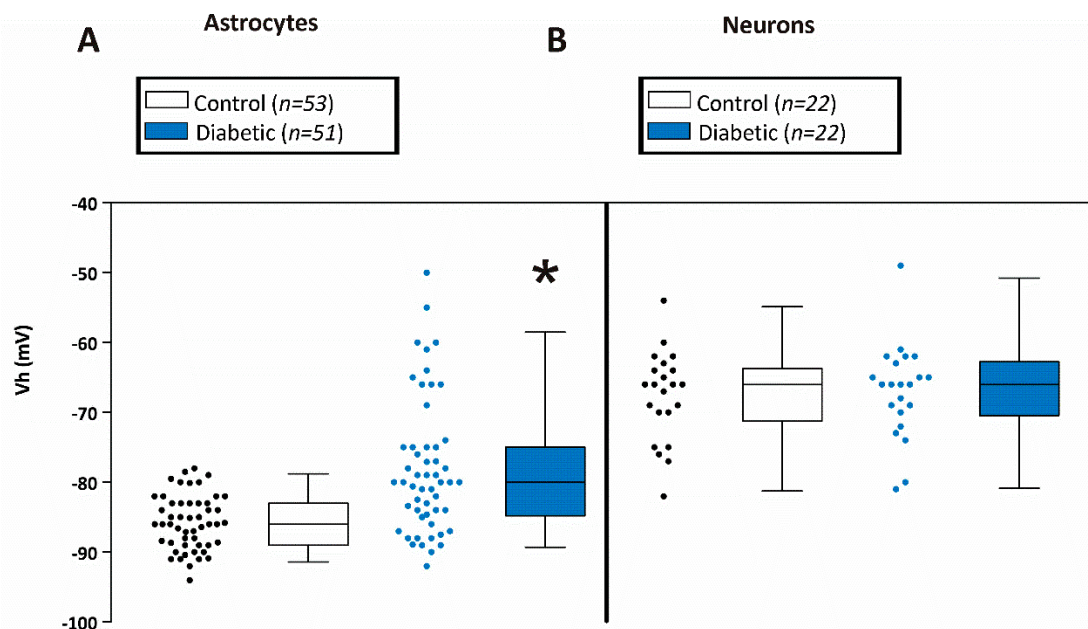 A
Astrocytes
Control (n=53)
Diabetic (n=51)
B
Neurons
Control (n=22)
Diabetic (n=22)
Vh (mV)
-40
-50
-60
-70
-80
-90
-100
*